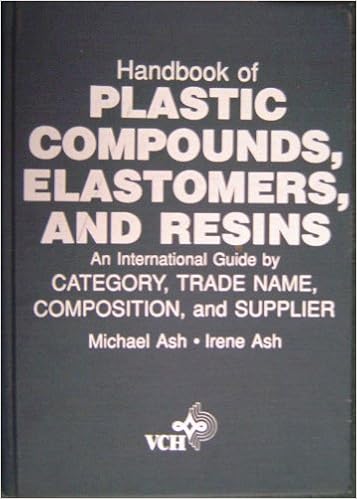 Handbook of
PLASTIC
COMPOUNDS,
ELASTOMERS,
AND RESINS
An International Guide by
CATEGORY, TRADE NAME,
COMPOSITION, and SUPPLIER
Michael Ash • Irene Ash
VCH